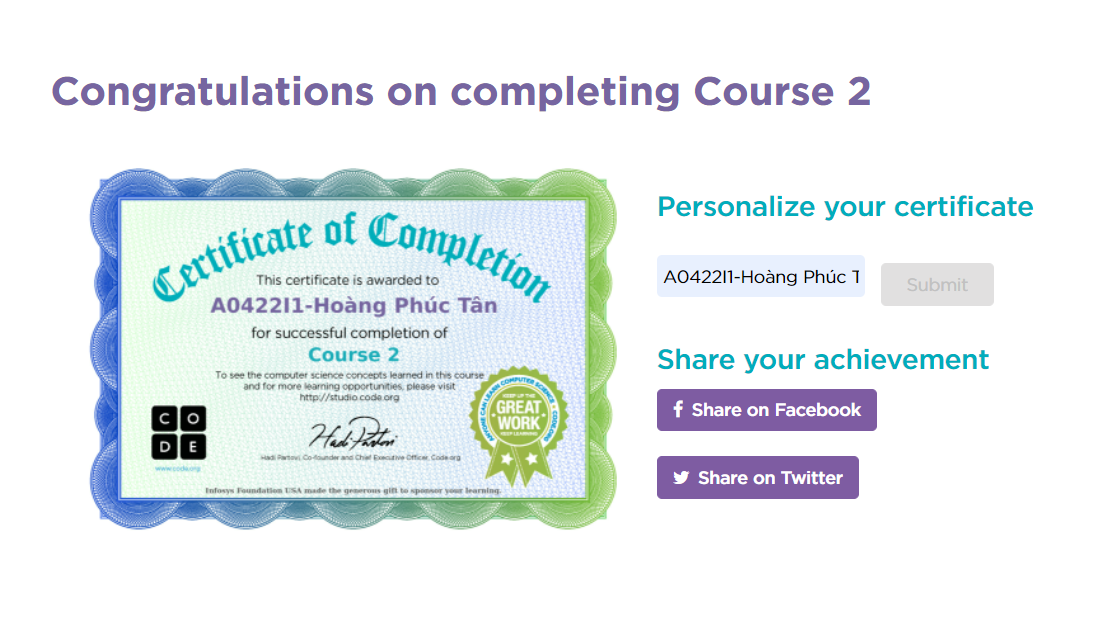 Congratulations on completing Course 2
Certificate of Completion
This certificate is awarded to
A0422I1-Hoàng Phúc Tân
for successful completion of
Course 2
To see the computer science concepts learned in this course
and for more learning opportunities, please visit
http://studio.code.org
C O
D E
www.code.org
Hadi Partovi
Hadi Partovi, Co-founder and Chief Executive Officer, Code.org
ANYONE CAN LEARN COMPUTER SCIENCE • CODE.ORG •
KEEP UP THE
GREAT
WORK
KEEP LEARNING
Infosys Foundation USA made the generous gift to sponsor your learning.
Personalize your certificate
A0422I1-Hoàng Phúc T
Submit
Share your achievement
f Share on Facebook
Share on Twitter